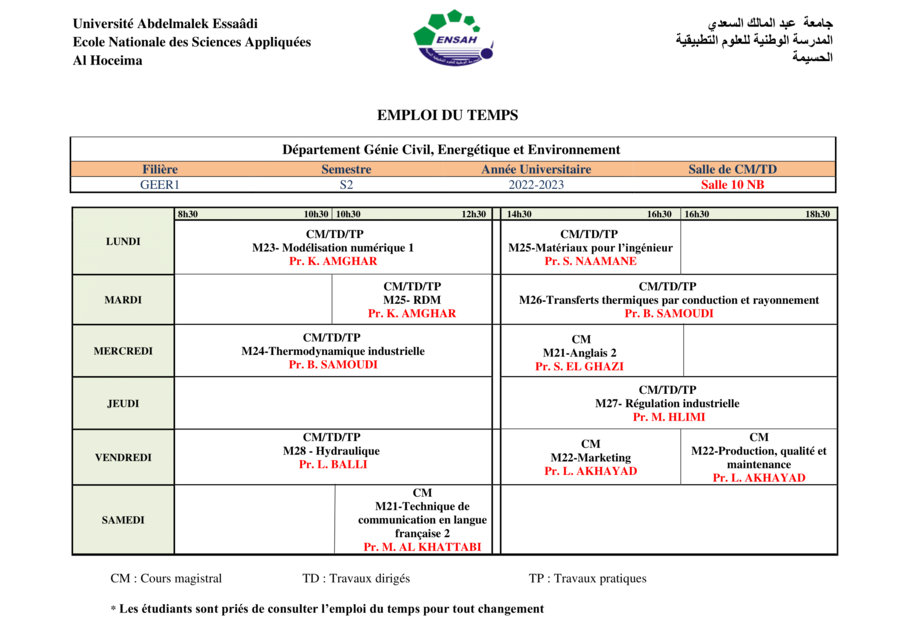 Université Abdelmalek Essaâdi
Ecole Nationale des Sciences Appliquées
Al Hoceima
ENSAH
جامعة عبد المالك السعدي
المدرسة الوطنية للعلوم التطبيقية
الحسيمة
EMPLOI DU TEMPS
Département Génie Civil, Energétique et Environnement
Filière Semestre Année Universitaire Salle de CM/TD
GEER1 S2 2022-2023 Salle 10 NB
8h30 10h30 10h30 12h30 14h30 16h30 16h30 18h30
LUNDI
CM/TD/TP
M23- Modélisation numérique 1
Pr. K. AMGHAR
CM/TD/TP
M25-Matériaux pour l'ingénieur
Pr. S. NAAMANE
MARDI
CM/TD/TP
M25- RDM
Pr. K. AMGHAR
CM/TD/TP
M26-Transferts thermiques par conduction et rayonnement
Pr. B. SAMOUDI
MERCREDI
CM/TD/TP
M24-Thermodynamique industrielle
Pr. B. SAMOUDI
CM
M21-Anglais 2
Pr. S. EL GHAZI
JEUDI
CM/TD/TP
M27- Régulation industrielle
Pr. M. HLIMI
VENDREDI
CM/TD/TP
M28 - Hydraulique
Pr. L. BALLI
CM
M22-Marketing
Pr. L. AKHAYAD
CM
M22-Production, qualité et
maintenance
Pr. L. AKHAYAD
SAMEDI
CM
M21-Technique de
communication en langue
française 2
Pr. M. AL KHATTABI
CM : Cours magistral TD : Travaux dirigés TP : Travaux pratiques
* Les étudiants sont priés de consulter l'emploi du temps pour tout changement